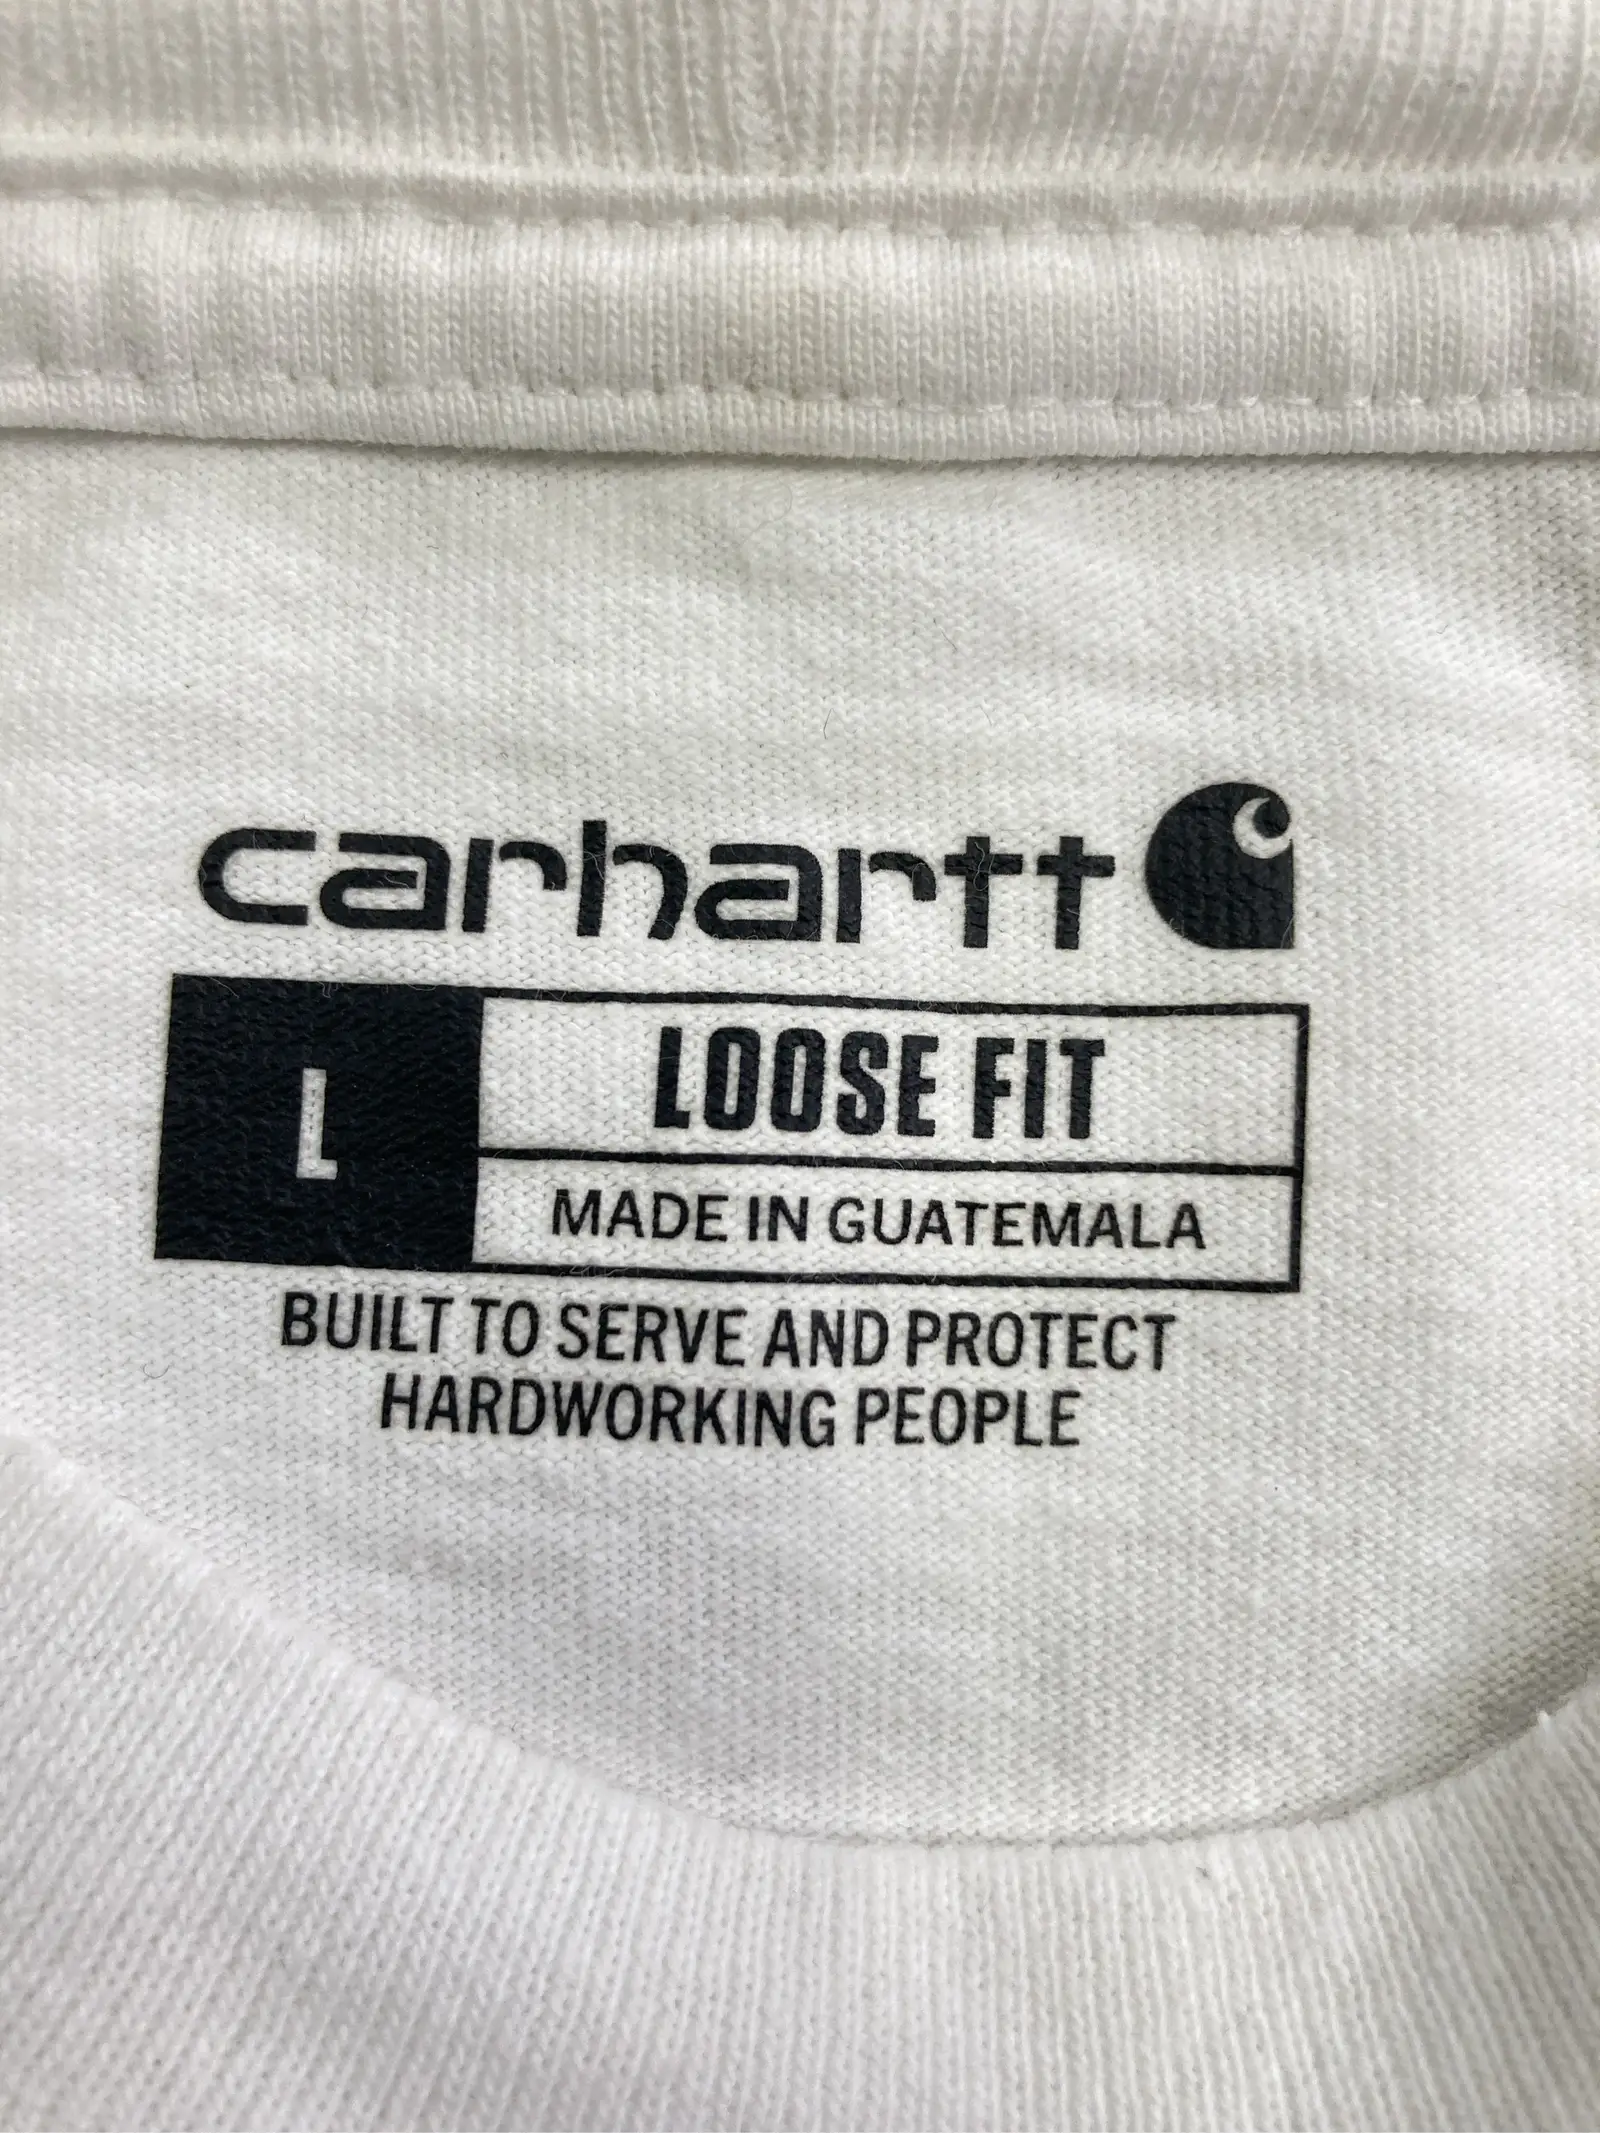 carhartt
L
LOOSE FIT
MADE IN GUATEMALA
BUILT TO SERVE AND PROTECT
HARDWORKING PEOPLE